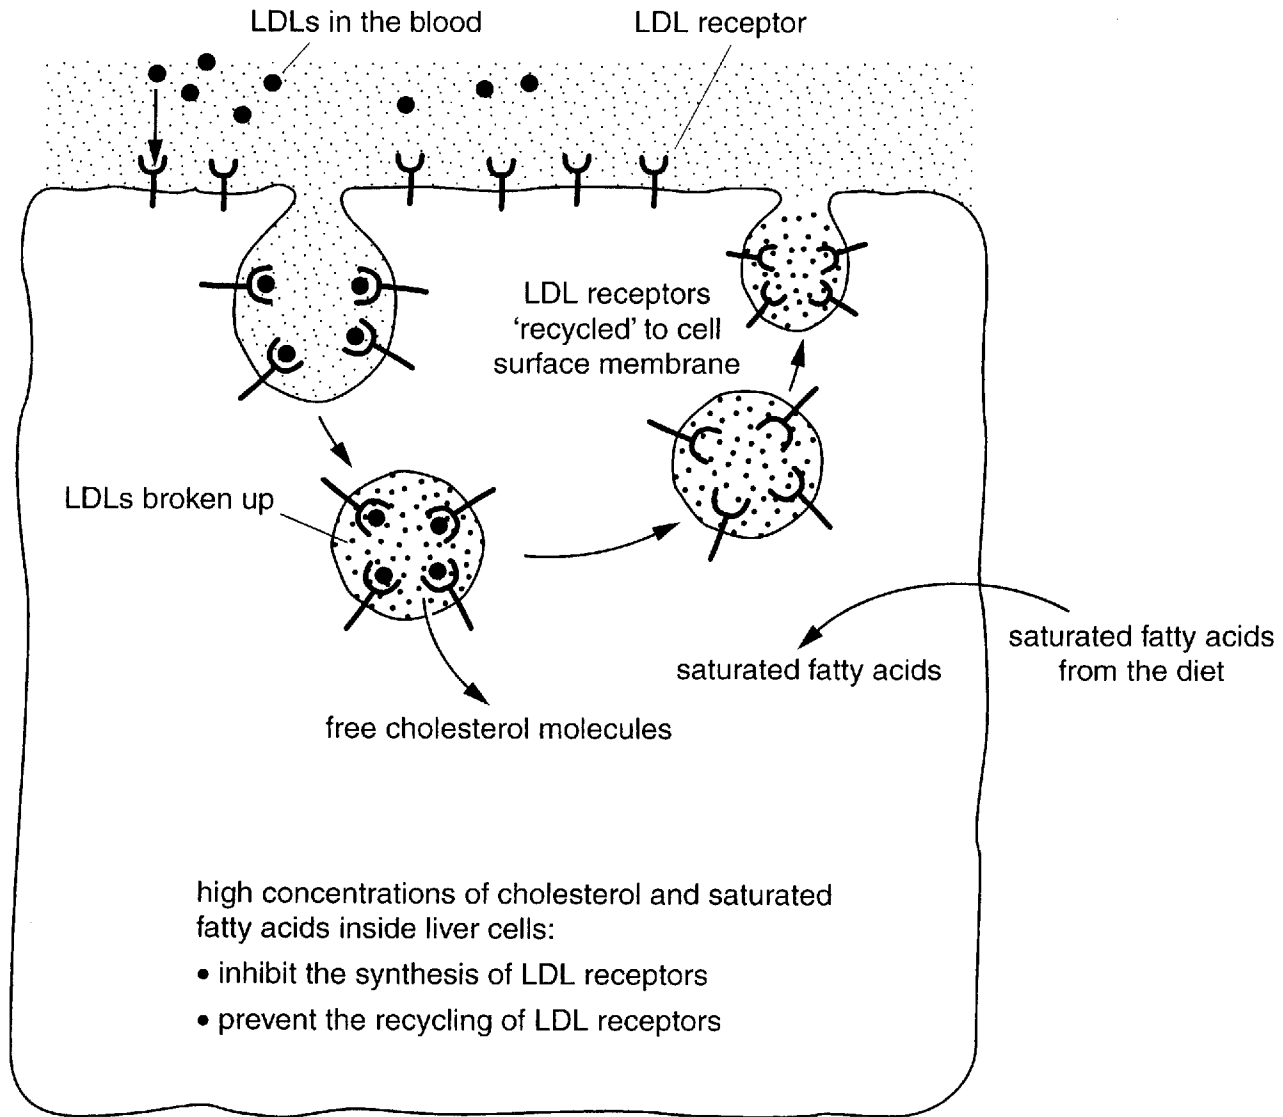 LDLs in the blood
LDL receptor
LDL receptors
‘recycled’ to cell
surface membrane
LDLs broken up
saturated fatty acids
from the diet
saturated fatty acids
free cholesterol molecules
high concentrations of cholesterol and saturated
fatty acids inside liver cells:
• inhibit the synthesis of LDL receptors
• prevent the recycling of LDL receptors